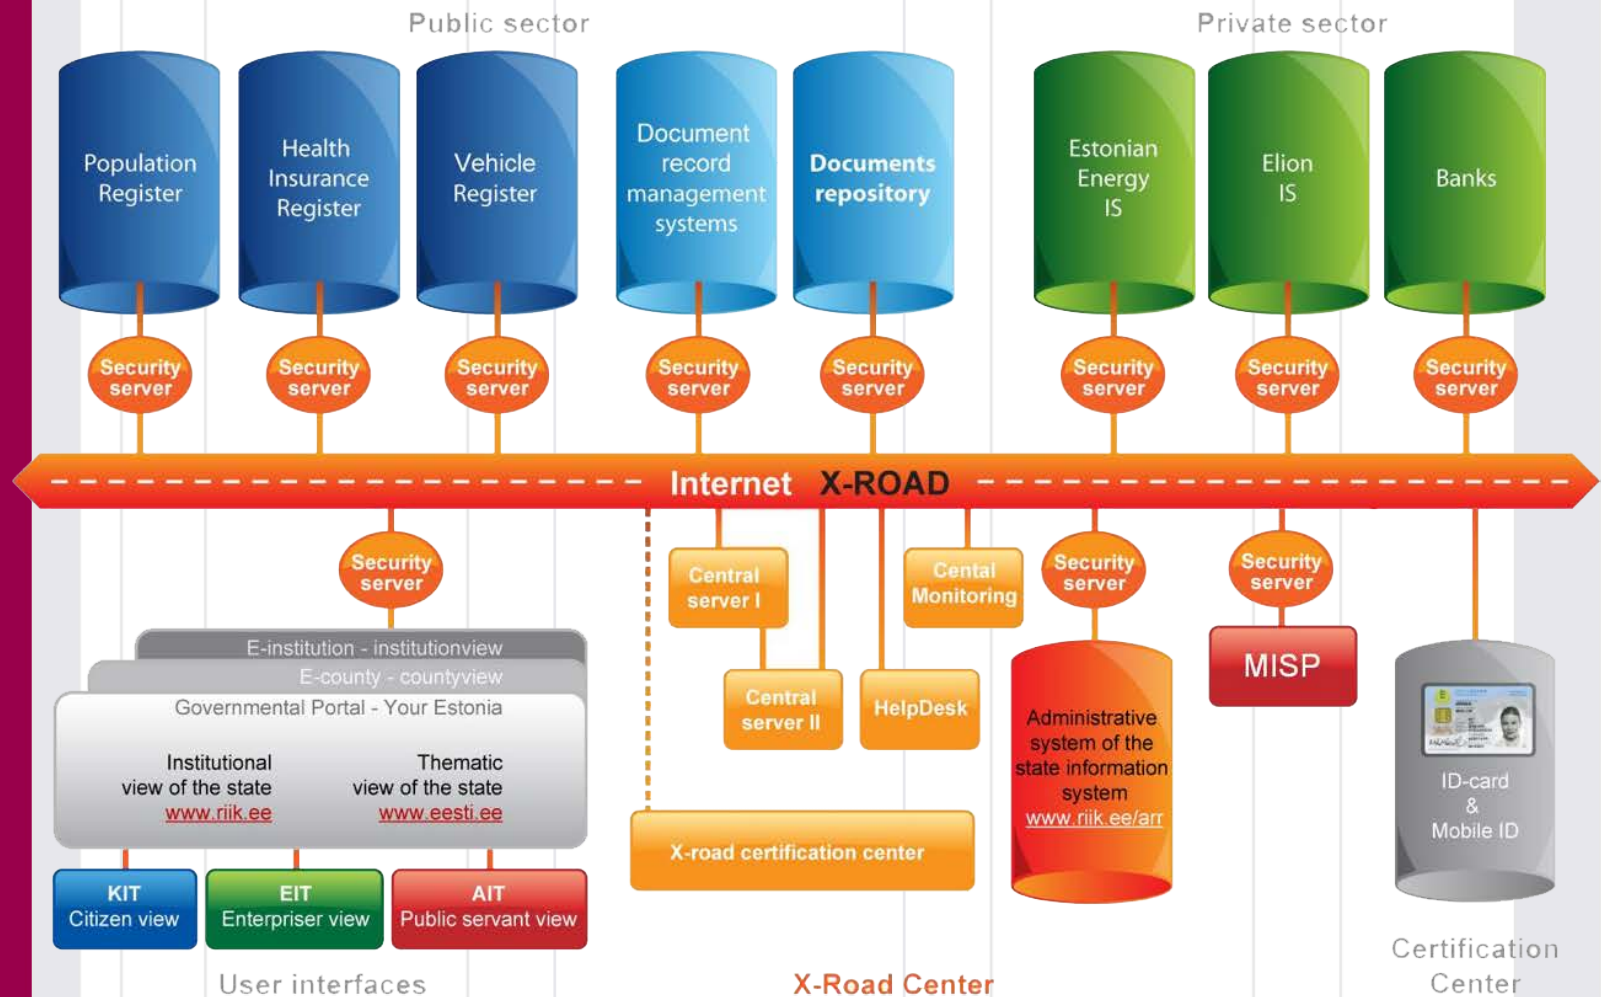 Public sector
Private sector
Population
Register
Health
Insurance
Register
Vehicle
Register
Document
record
management
systems
Documents
repository
Estonian
Energy
IS
Elion
IS
Banks
Security
server
Security
server
Security
server
Security
server
Security
server
Security
server
Security
server
Security
server
Internet X-ROAD
Security
server
E-institution - institutionview
E-county - countyview
Governmental Portal - Your Estonia
Institutional
view of the state
www.riik.ee
Thematic
view of the state
www.eesti.ee
KIT
Citizen view
EIT
Enterpriser view
AIT
Public servant view
User interfaces
Central
server I
Central
server II
HelpDesk
Cental
Monitoring
X-road certification center
X-Road Center
Security
server
Administrative
system of the
state information
system
www.riik.ee/arr
Security
server
MISP
ID-card
&
Mobile ID
Certification
Center